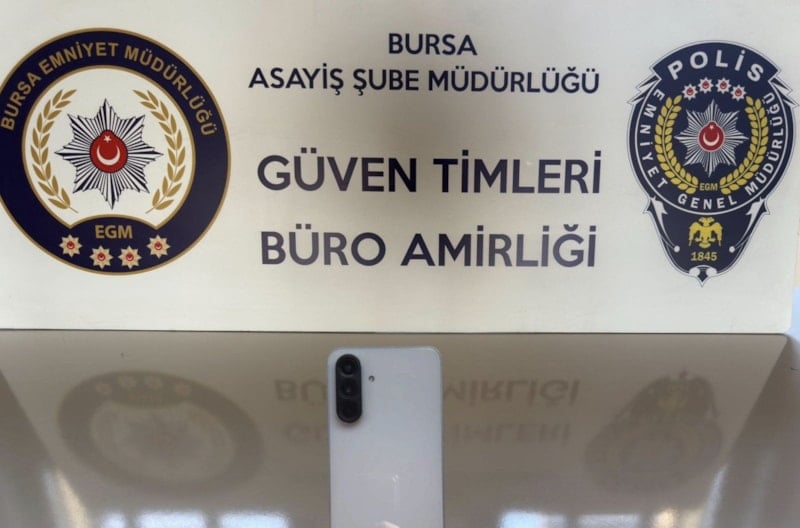 BURSA
ASAYİŞ ŞUBE MÜDÜRLÜĞÜ
GÜVEN TİMLERİ
BÜRO AMİRLİĞİ
BURSA EMNİYET MÜDÜRLÜĞÜ
EGM
POLİS
EMNİYET GENEL MÜDÜRLÜĞÜ
EGM
1845